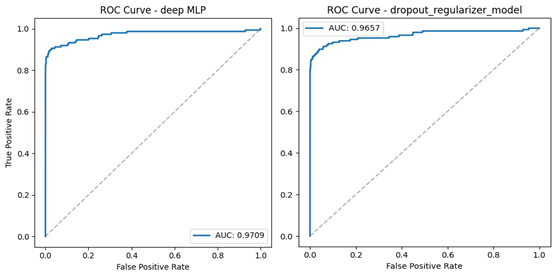 ROC Curve - deep MLP
True Positive Rate
1.0
0.8
0.6
0.4
0.2
0.0
AUC: 0.9709
0.0 0.2 0.4 0.6 0.8 1.0
False Positive Rate
ROC Curve - dropout_regularizer_model
AUC: 0.9657
1.0
0.8
0.6
0.4
0.2
0.0
0.0 0.2 0.4 0.6 0.8 1.0
False Positive Rate